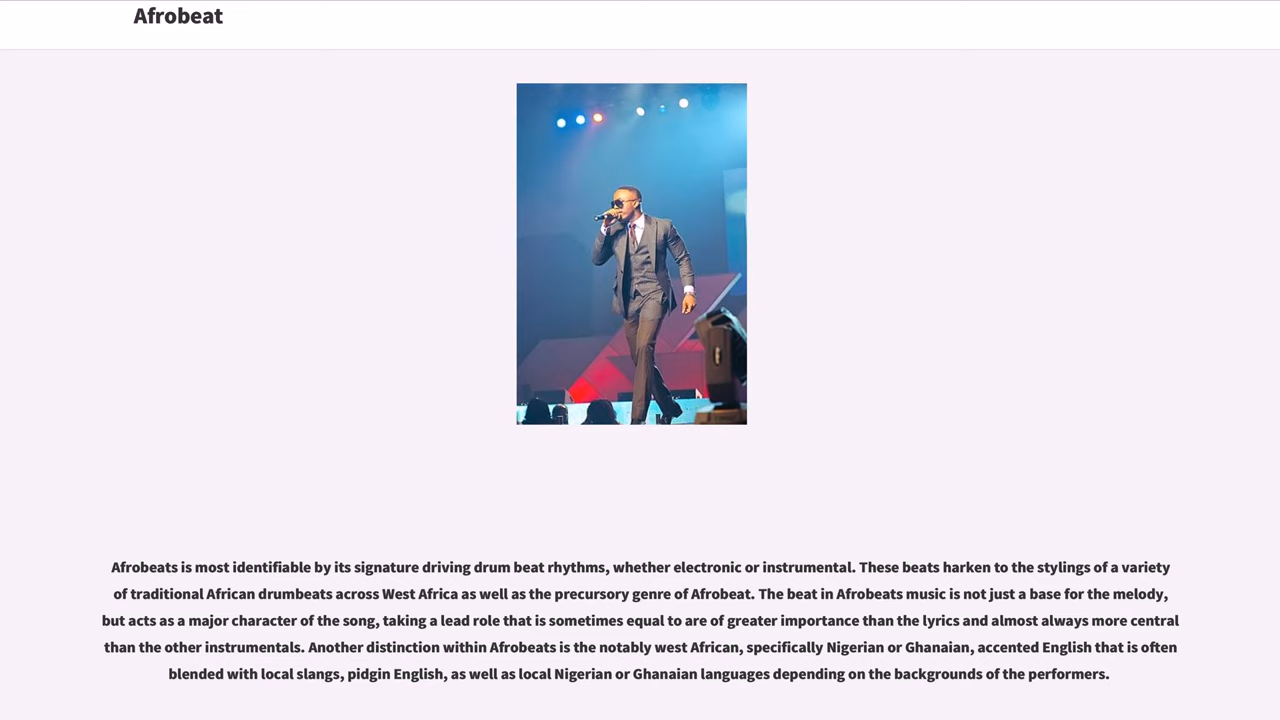 Afrobeat
Afrobeats is most identifiable by its signature driving drum beat rhythms, whether electronic or instrumental. These beats harken to the stylings of a variety
of traditional African drumbeats across West Africa as well as the precursory genre of Afrobeat. The beat in Afrobeats music is not just a base for the melody,
but acts as a major character of the song, taking a lead role that is sometimes equal to are of greater importance than the lyrics and almost always more central
than the other instrumentals. Another distinction within Afrobeats is the notably west African, specifically Nigerian or Ghanaian, accented English that is often
blended with local slangs, pidgin English, as well as local Nigerian or Ghanaian languages depending on the backgrounds of the performers.